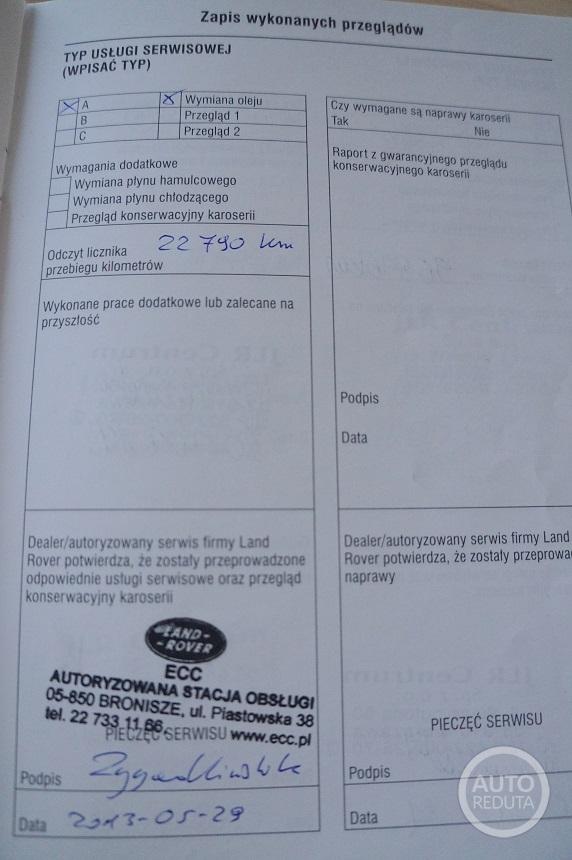 Zapis wykonanych przeglądów
TYP USŁUGI SERWISOWEJ
(WPISAĆ TYP)
X A X Wymiana oleju
B Przegląd 1
C Przegląd 2
Wymagania dodatkowe
Wymiana płynu hamulcowego
Wymiana płynu chłodzącego
Przegląd konserwacyjny karoserii
Odczyt licznika 22 790 km
przebiegu kilometrów
Wykonane prace dodatkowe lub zalecane na
przyszłość
Dealer/autoryzowany serwis firmy Land
Rover potwierdza, że zostały przeprowadzone
odpowiednie usługi serwisowe oraz przegląd
konserwacyjny karoserii
LAND-
-ROVER
ECC
AUTORYZOWANA STACJA OBSŁUGI
05-850 BRONISZE, ul. Piastowska 38
tel. 22 733 11 66, www.ecc.pl
PIECZĘĆ SERWISU
Podpis
Data 2013-05-29
Czy wymagane są naprawy karoserii
Tak Nie
Raport z gwarancyjnego przeglądu
konserwacyjnego karoserii
Podpis
Data
Dealer/autoryzowany serwis firmy Land
Rover potwierdza, że zostały przeprowa
naprawy
PIECZĘĆ SERWISU
Podpis
Data
AUTO
REDUTA